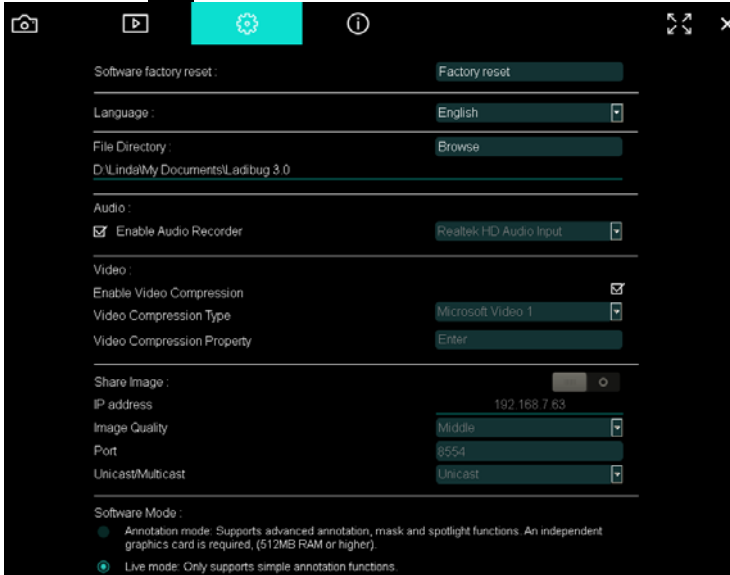 Software factory reset :
Factory reset
Language :
English
File Directory :
Browse
D:\Linda\My Documents\Ladibug 3.0
Audio :
Enable Audio Recorder
Realtek HD Audio Input
Video :
Enable Video Compression
Video Compression Type
Microsoft Video 1
Video Compression Property
Enter
Share Image :
IP address
192.168.7.63
Image Quality
Middle
Port
8554
Unicast/Multicast
Unicast
Software Mode :
Annotation mode: Supports advanced annotation, mask and spotlight functions. An independent
graphics card is required, (512MB RAM or higher).
Live mode: Only supports simple annotation functions.